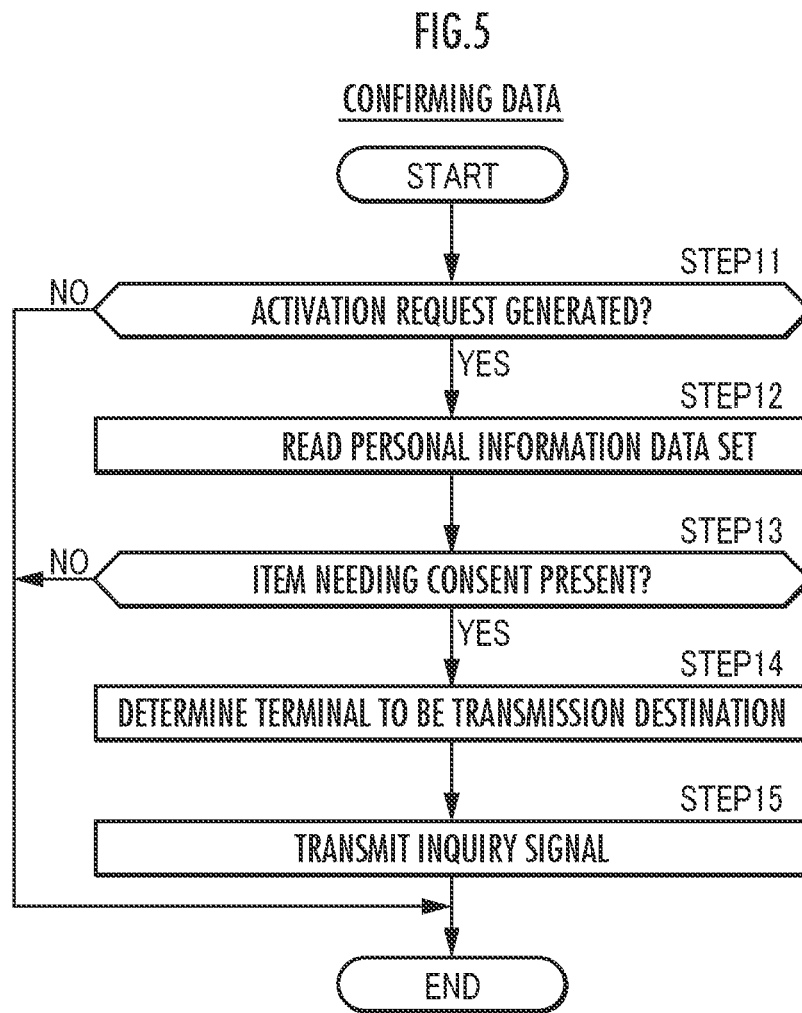 FIG.5
CONFIRMING DATA
START
STEP11
NO
ACTIVATION REQUEST GENERATED?
YES
STEP12
READ PERSONAL INFORMATION DATA SET
STEP13
NO
ITEM NEEDING CONSENT PRESENT?
YES
STEP14
DETERMINE TERMINAL TO BE TRANSMISSION DESTINATION
STEP15
TRANSMIT INQUIRY SIGNAL
END